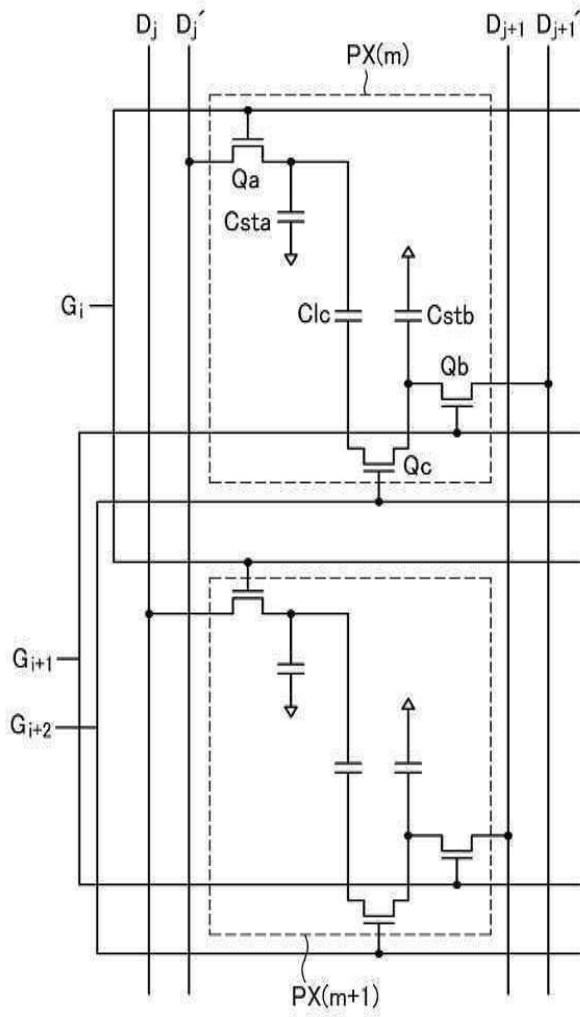 Dj Dj´ Dj+1 Dj+1´
PX(m)
Qa
Csta
Gi
Clc Cstb
Qb
Qc
Gi+1
Gi+2
PX(m+1)